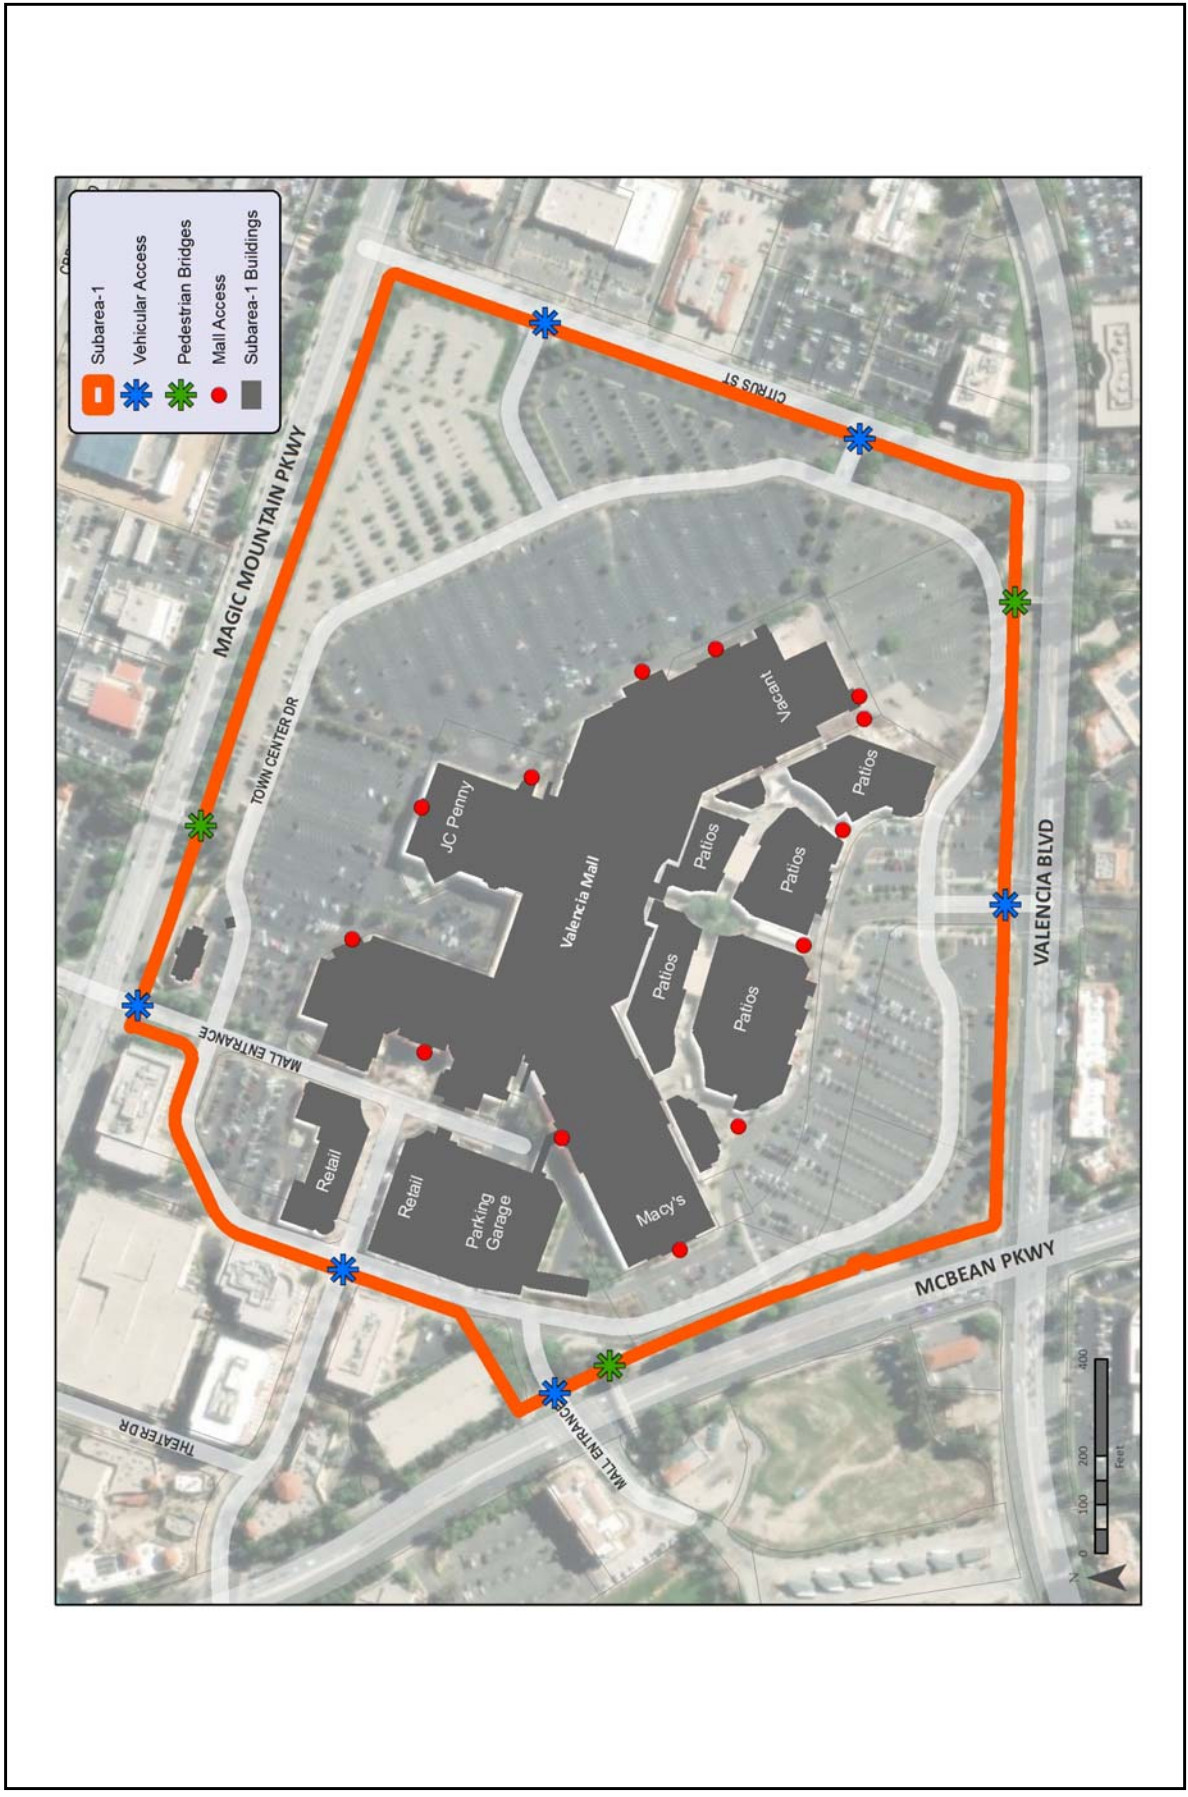 Subarea-1
Vehicular Access
Pedestrian Bridges
Mall Access
Subarea-1 Buildings
MAGIC MOUNTAIN PKWY
CITRUS ST
TOWN CENTER DR
JC Penny
Vacant
Patios
Patios
Patios
Valencia Mall
Patios
Patios
MALL ENTRANCE
Retail
Retail
Parking
Garage
Macy's
VALENCIA BLVD
MCBEAN PKWY
THEATER DR
MALL ENTRANCE
N
0
100
200
400
Feet